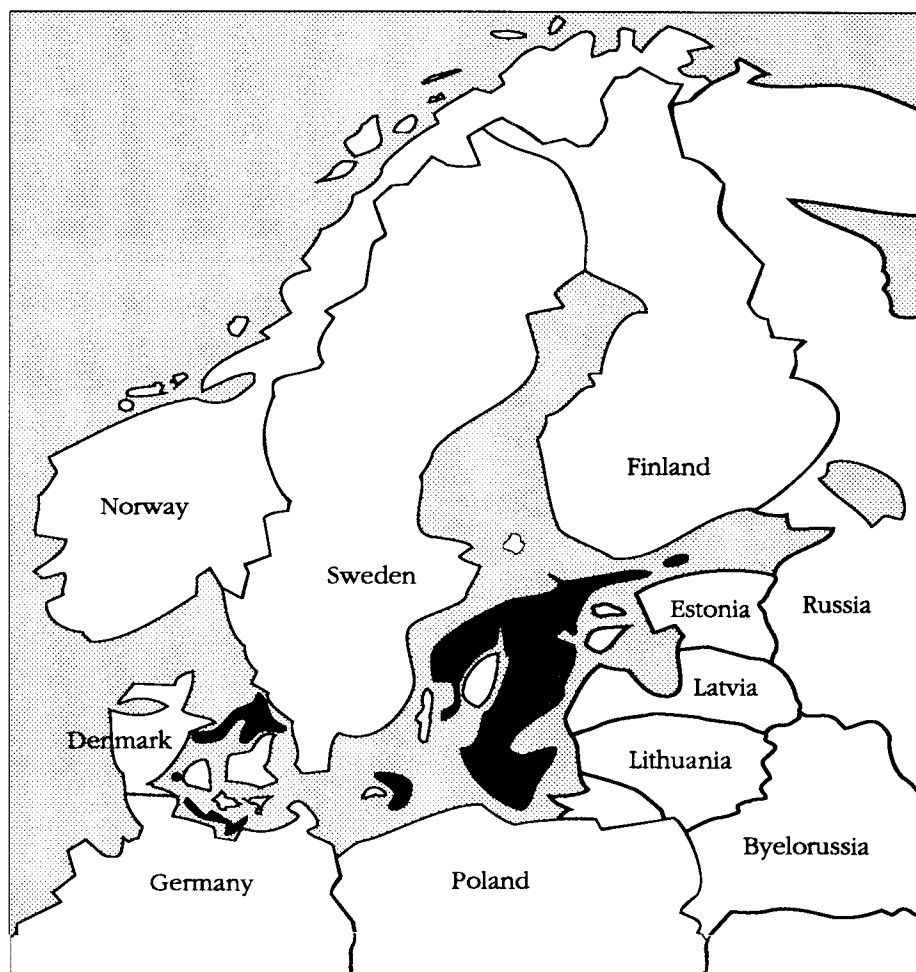 Finland
Norway
Sweden
Estonia
Russia
Latvia
Denmark
Lithuania
Byelorussia
Germany
Poland